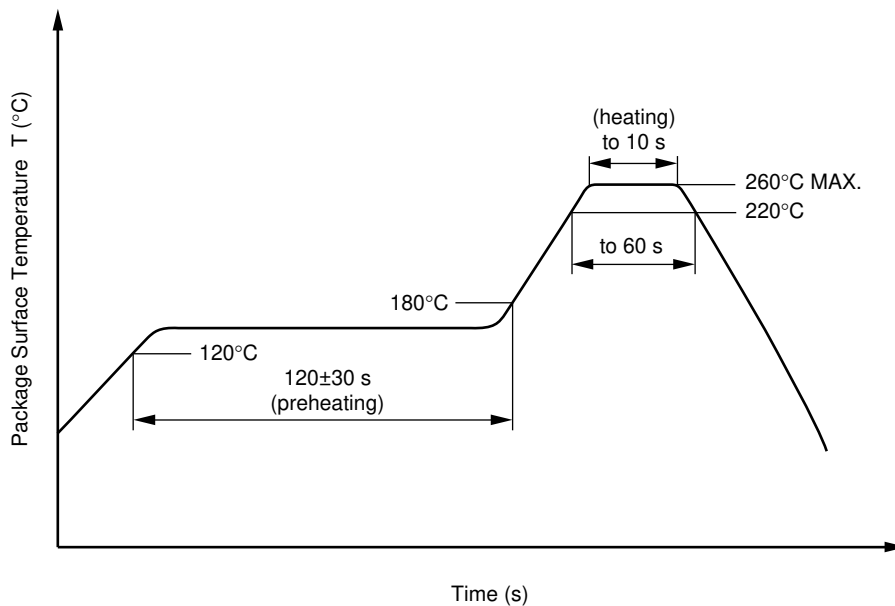 Package Surface Temperature T (°C)
(heating)
to 10 s
260°C MAX.
220°C
to 60 s
180°C
120°C
120±30 s
(preheating)
Time (s)